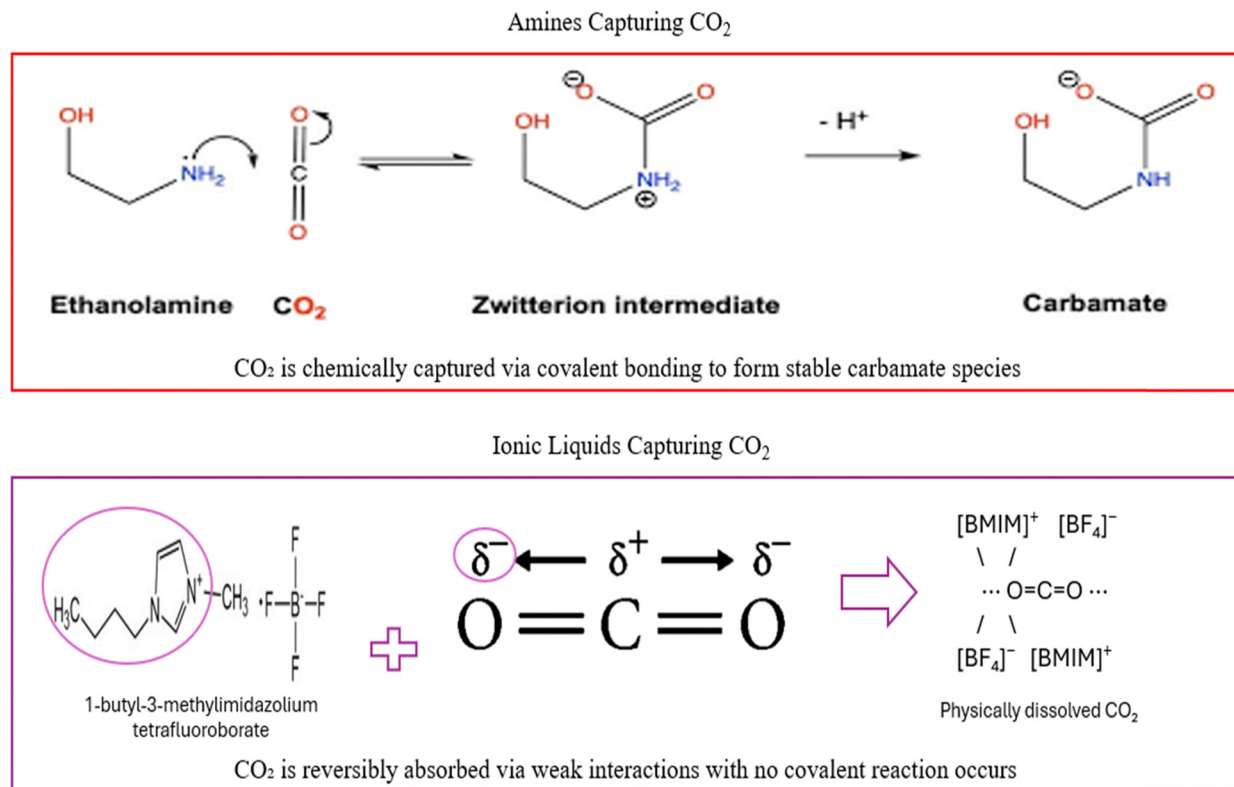 Amines Capturing CO₂
OH
NH₂
O
C
O
⊖
O
O
OH
NH₂
⊕
- H⁺
⊖
O
O
OH
NH
Ethanolamine CO₂ Zwitterion intermediate Carbamate
CO₂ is chemically captured via covalent bonding to form stable carbamate species
Ionic Liquids Capturing CO₂
H₃C
N
N⁺
CH₃
F
F B⁻ F
F
δ⁻ δ⁺ δ⁻
O=C=O
[BMIM]⁺ [BF₄]⁻
\ /
... O=C=O ...
/ \
[BF₄]⁻ [BMIM]⁺
1-butyl-3-methylimidazolium
tetrafluoroborate
Physically dissolved CO₂
CO₂ is reversibly absorbed via weak interactions with no covalent reaction occurs